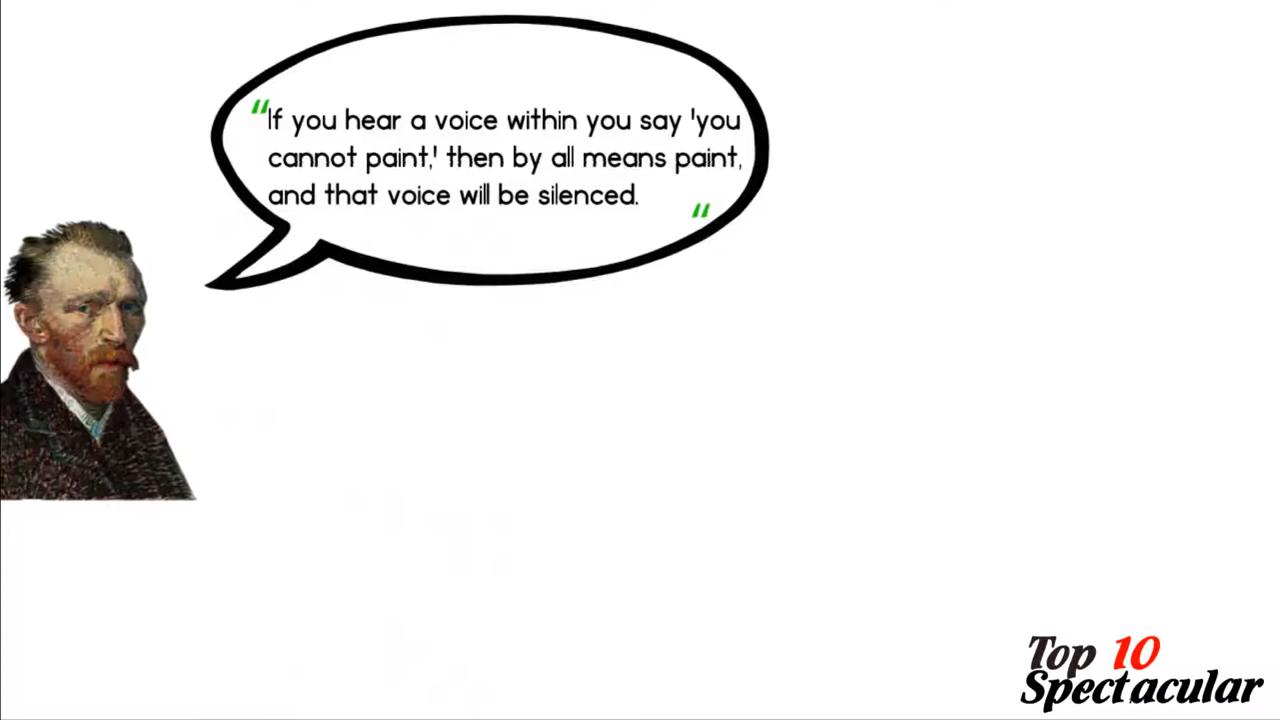 "If you hear a voice within you say 'you
cannot paint,' then by all means paint,
and that voice will be silenced. "
Top 10
Spectacular